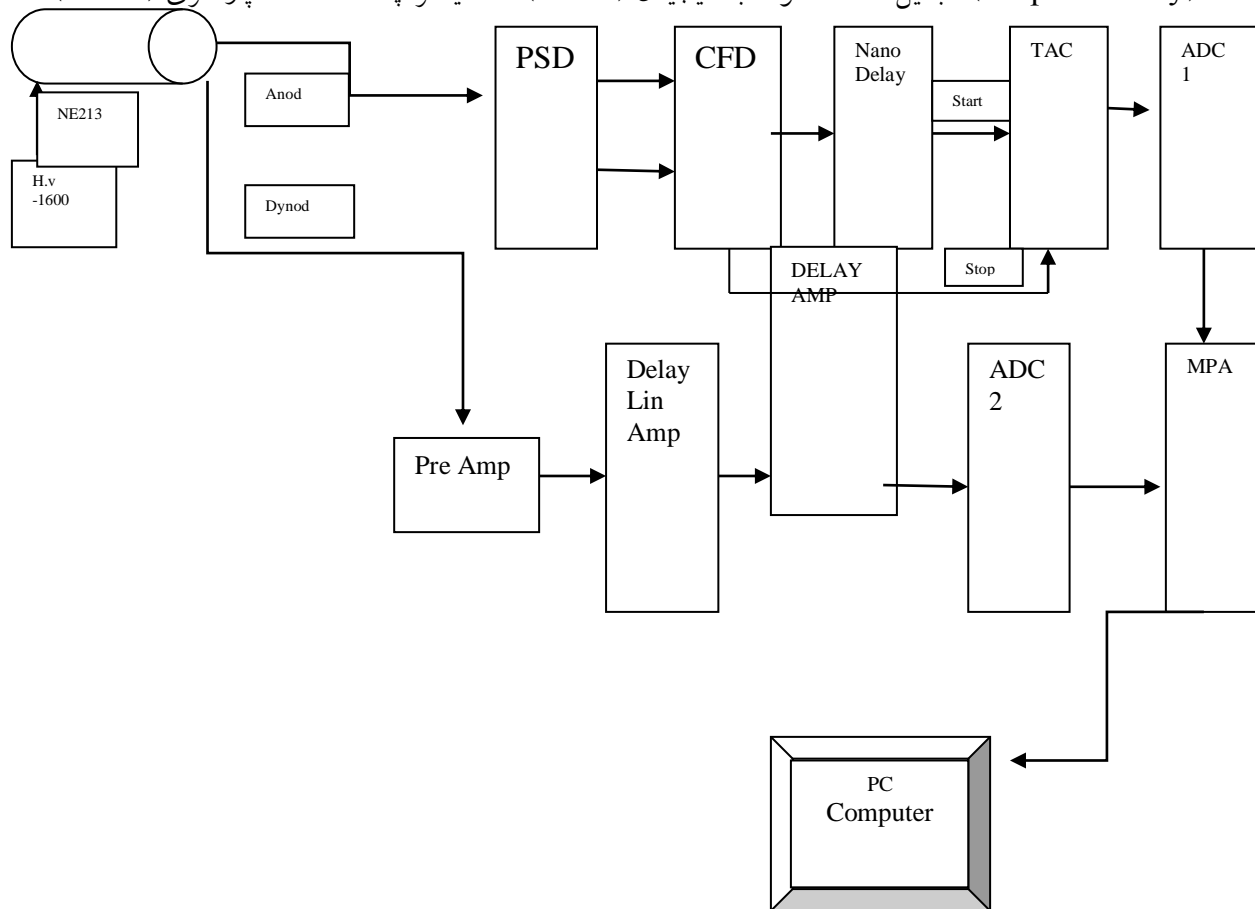 PSD
CFD
Nano
Delay
TAC
ADC
1
Anod
Start
NE213
H.v
-1600
Dynod
Stop
DELAY
AMP
Delay
Lin
Amp
ADC
2
MPA
Pre Amp
PC
Computer